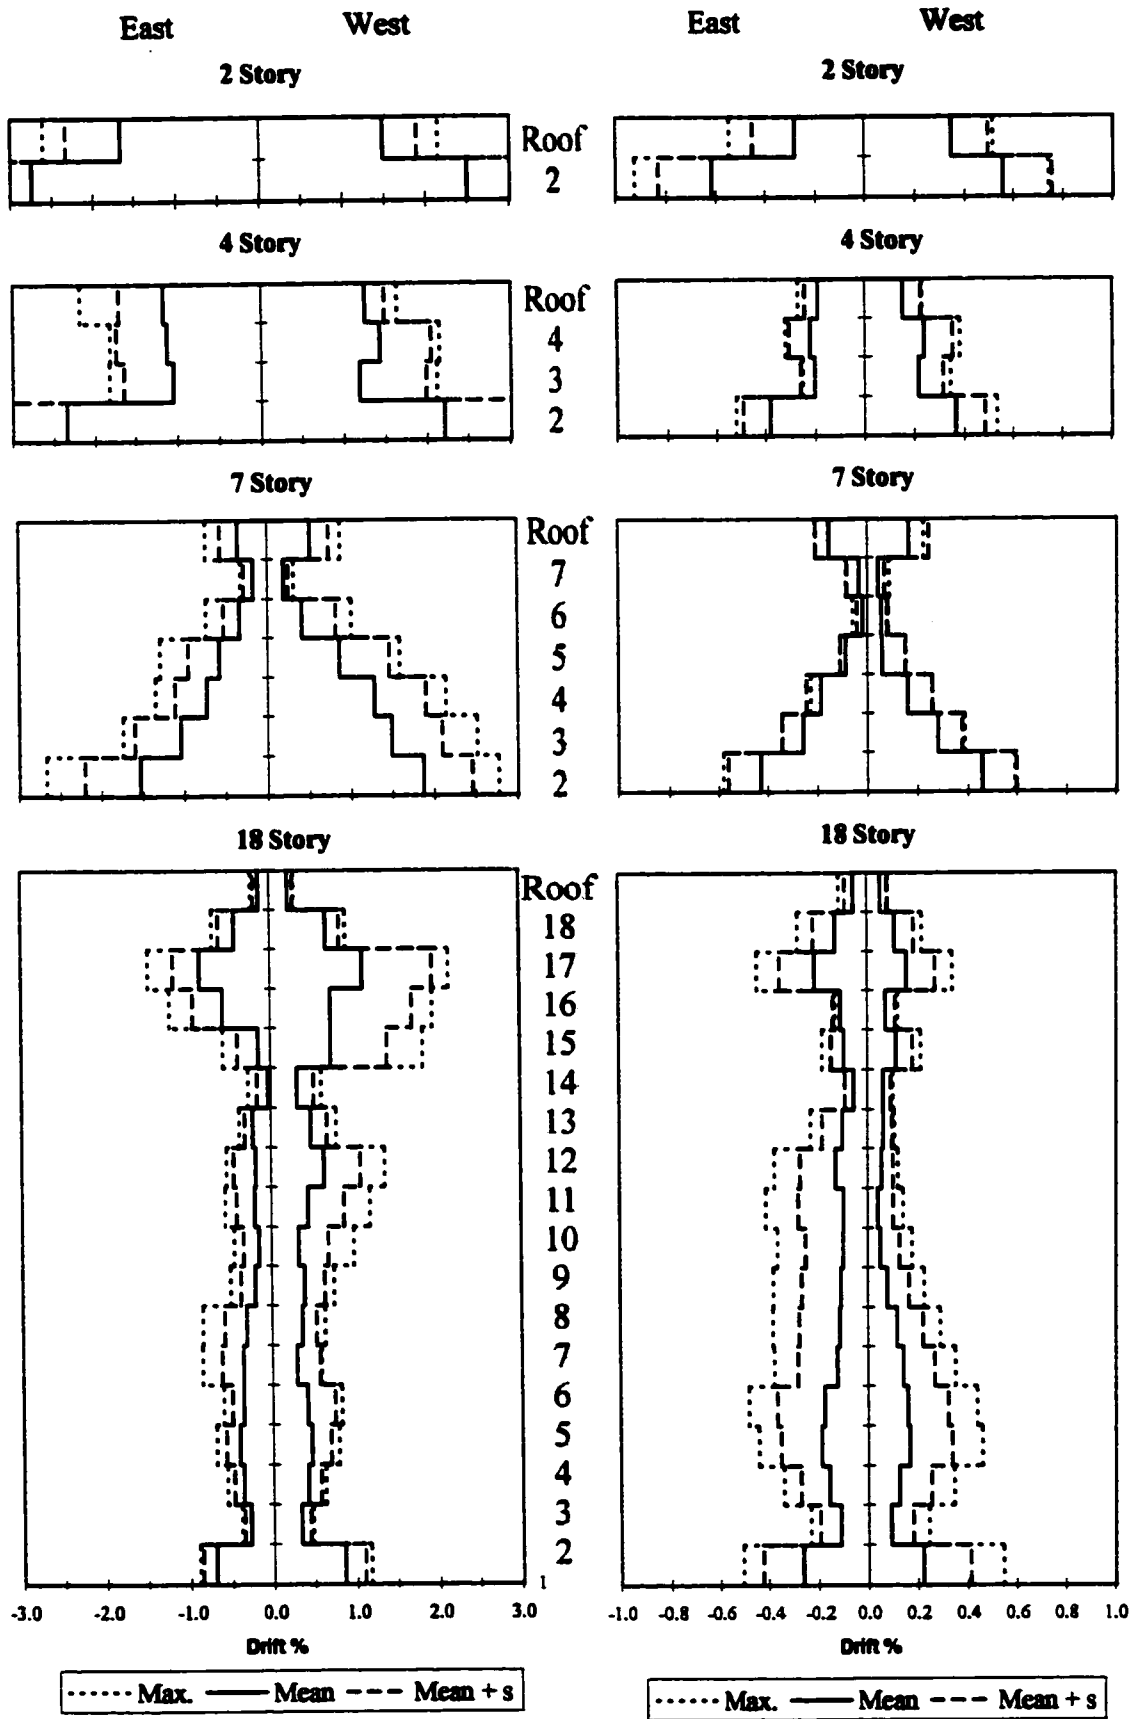 East West East West
2 Story 2 Story
Roof
2
4 Story 4 Story
Roof
4
3
2
7 Story 7 Story
Roof
7
6
5
4
3
2
18 Story 18 Story
Roof
18
17
16
15
14
13
12
11
10
9
8
7
6
5
4
3
2
1
-3.0 -1.0 0.0 1.0 2.0 3.0 -1.0 -0.8 -0.6 -0.4 -0.2 0.0 0.2 0.4 0.6 0.8 1.0
Drift % Drift %
Max. Mean Mean + s Max. Mean Mean + s